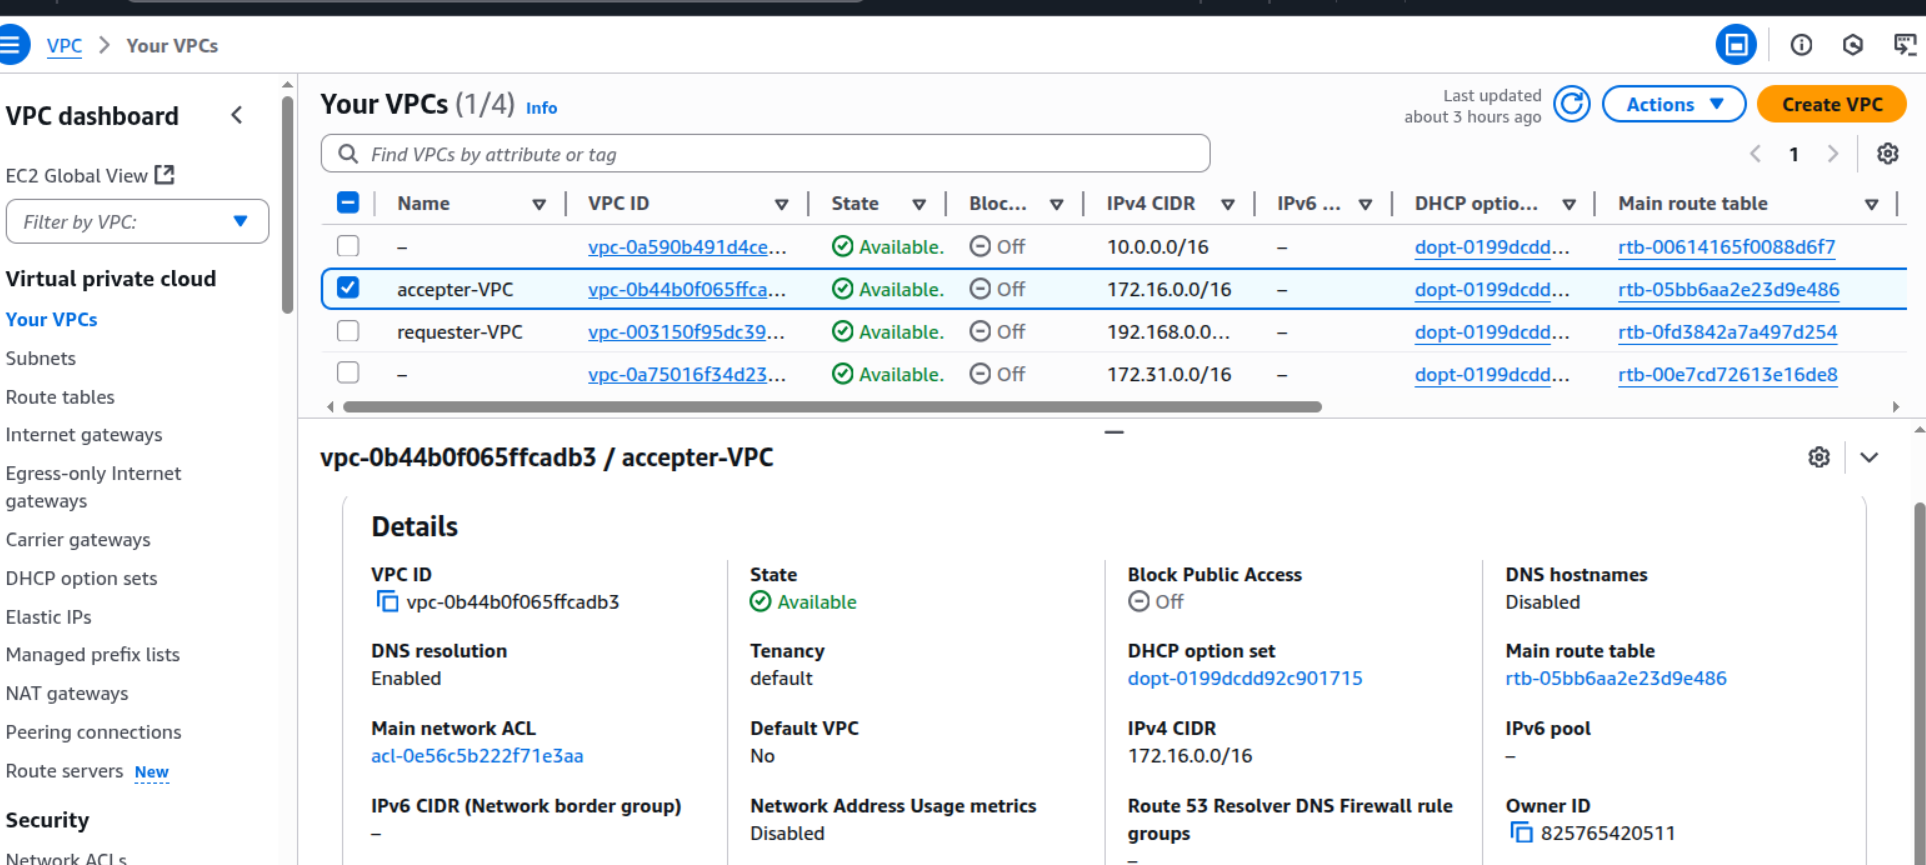 VPC > Your VPCs
VPC dashboard
EC2 Global View
Filter by VPC:
Virtual private cloud
Your VPCs
Subnets
Route tables
Internet gateways
Egress-only Internet
gateways
Carrier gateways
DHCP option sets
Elastic IPs
Managed prefix lists
NAT gateways
Peering connections
Route servers New
Security
Network ACLs
Your VPCs (1/4) Info
Last updated
about 3 hours ago
Actions
Create VPC
Find VPCs by attribute or tag
1
Name VPC ID State Bloc... IPv4 CIDR IPv6 ... DHCP optio... Main route table
– vpc-0a590b491d4ce... Available. Off 10.0.0.0/16 – dopt-0199dcdd... rtb-00614165f0088d6f7
accepter-VPC vpc-0b44b0f065ffca... Available. Off 172.16.0.0/16 – dopt-0199dcdd... rtb-05bb6aa2e23d9e486
requester-VPC vpc-003150f95dc39... Available. Off 192.168.0.0... – dopt-0199dcdd... rtb-0fd3842a7a497d254
– vpc-0a75016f34d23... Available. Off 172.31.0.0/16 – dopt-0199dcdd... rtb-00e7cd72613e16de8
vpc-0b44b0f065ffcadb3 / accepter-VPC
Details
VPC ID
vpc-0b44b0f065ffcadb3
State
Available
Block Public Access
Off
DNS hostnames
Disabled
DNS resolution
Enabled
Tenancy
default
DHCP option set
dopt-0199dcdd92c901715
Main route table
rtb-05bb6aa2e23d9e486
Main network ACL
acl-0e56c5b222f71e3aa
Default VPC
No
IPv4 CIDR
172.16.0.0/16
IPv6 pool
–
IPv6 CIDR (Network border group)
–
Network Address Usage metrics
Disabled
Route 53 Resolver DNS Firewall rule
groups
–
Owner ID
825765420511